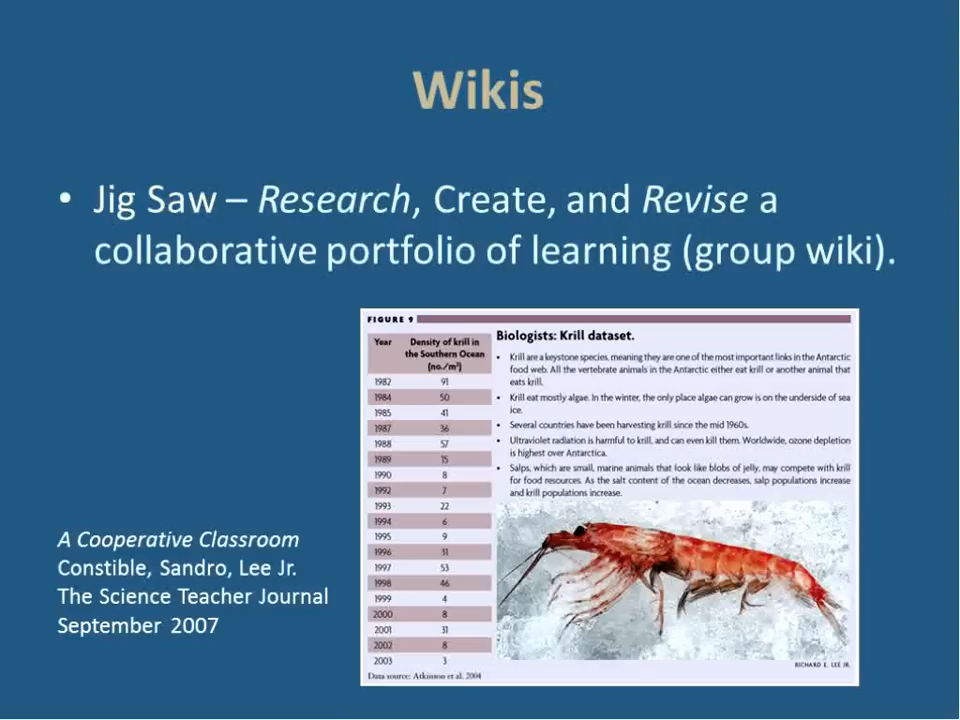 Wikis
• Jig Saw – Research, Create, and Revise a
collaborative portfolio of learning (group wiki).
A Cooperative Classroom
Constible, Sandro, Lee Jr.
The Science Teacher Journal
September 2007
FIGURE 9
Year Density of krill in
the Southern Ocean
(no./m²)
1982 91
1984 50
1985 41
1987 36
1988 57
1989 15
1990 8
1992 7
1993 22
1994 6
1995 9
1996 31
1997 53
1998 46
1999 4
2000 8
2001 31
2002 8
2003 3
Data source: Atkinson et al. 2004
Biologists: Krill dataset.
• Krill are a keystone species, meaning they are one of the most important links in the Antarctic
food web. All the vertebrate animals in the Antarctic either eat krill or another animal that
eats krill.
• Krill eat mostly algae. In the winter, the only place algae can grow is on the underside of sea
ice.
• Several countries have been harvesting krill since the mid 1960s.
• Ultraviolet radiation is harmful to krill, and can even kill them. Worldwide, ozone depletion
is highest over Antarctica.
• Salps, which are small, marine animals that look like blobs of jelly, may compete with krill
for food resources. As the salt content of the ocean decreases, salp populations increase
and krill populations increase.
RICHARD E. LEE JR.